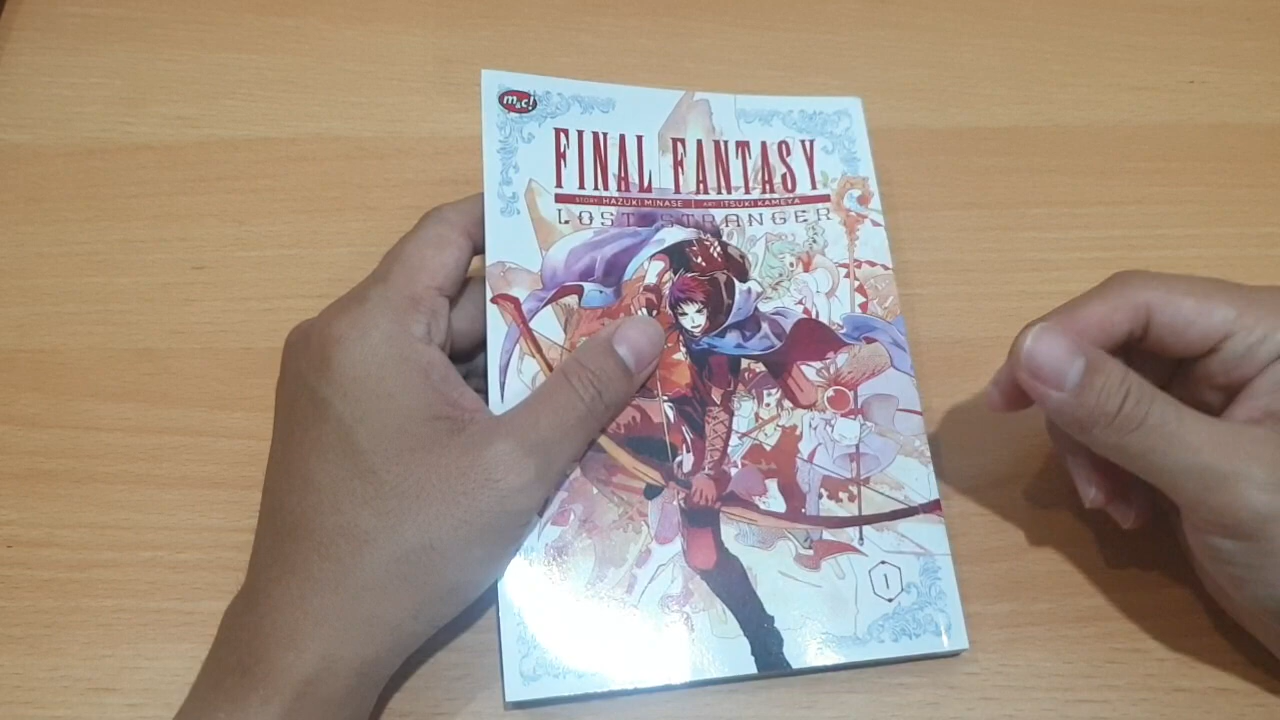 m&c!
FINAL FANTASY
STORY HAZUKI MINASE | ART ITSUKI KAMEYA
LOST STRANGER
1